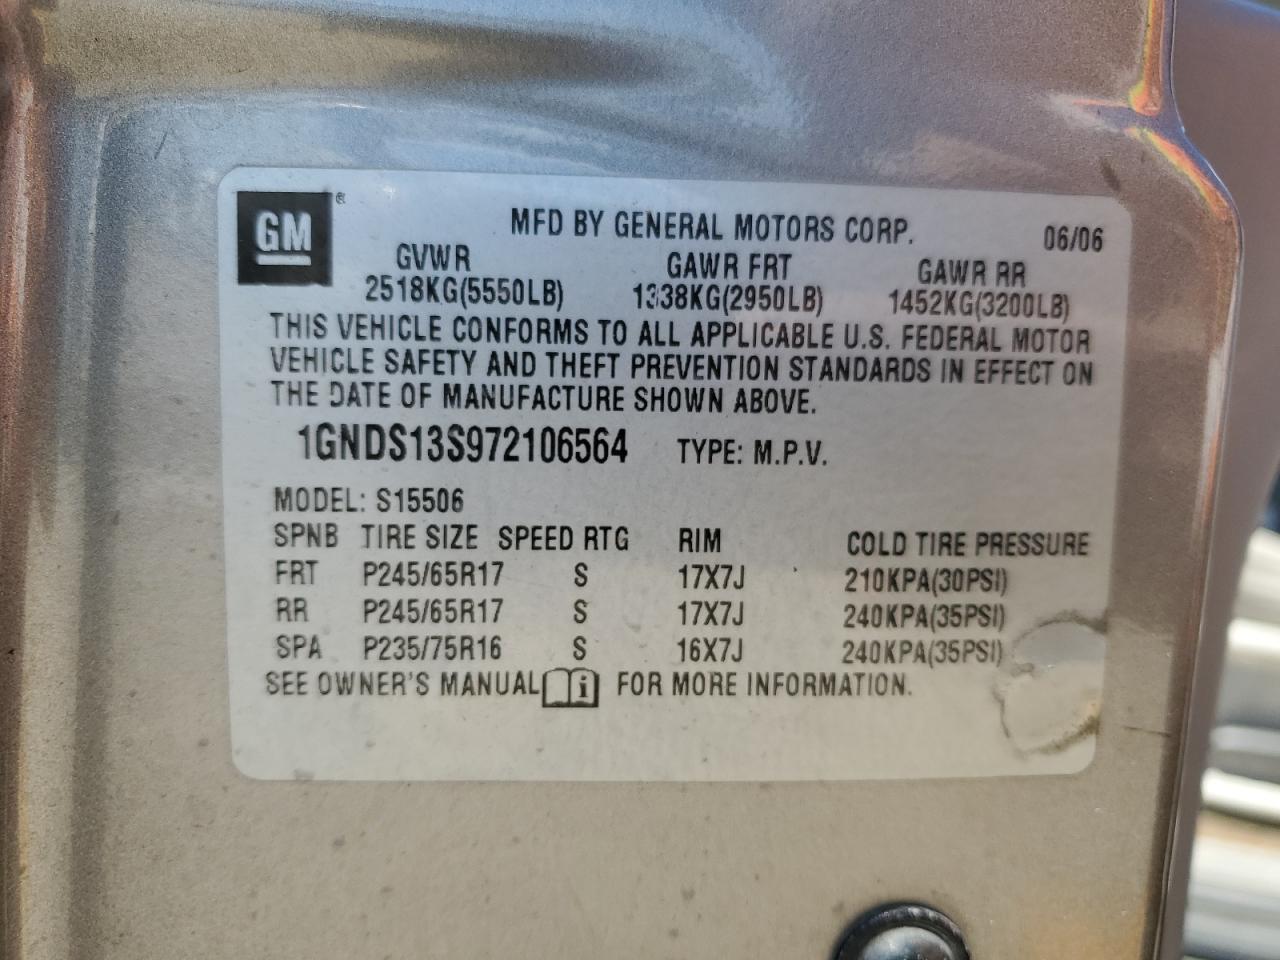 GM ®
MFD BY GENERAL MOTORS CORP. 06/06
GVWR GAWR FRT GAWR RR
2518KG(5550LB) 1338KG(2950LB) 1452KG(3200LB)
THIS VEHICLE CONFORMS TO ALL APPLICABLE U.S. FEDERAL MOTOR
VEHICLE SAFETY AND THEFT PREVENTION STANDARDS IN EFFECT ON
THE DATE OF MANUFACTURE SHOWN ABOVE.
1GNDS13S972106564 TYPE: M.P.V.
MODEL: S15506
SPNB TIRE SIZE SPEED RTG RIM COLD TIRE PRESSURE
FRT P245/65R17 S 17X7J 210KPA(30PSI)
RR P245/65R17 S 17X7J 240KPA(35PSI)
SPA P235/75R16 S 16X7J 240KPA(35PSI)
SEE OWNER'S MANUAL i FOR MORE INFORMATION.